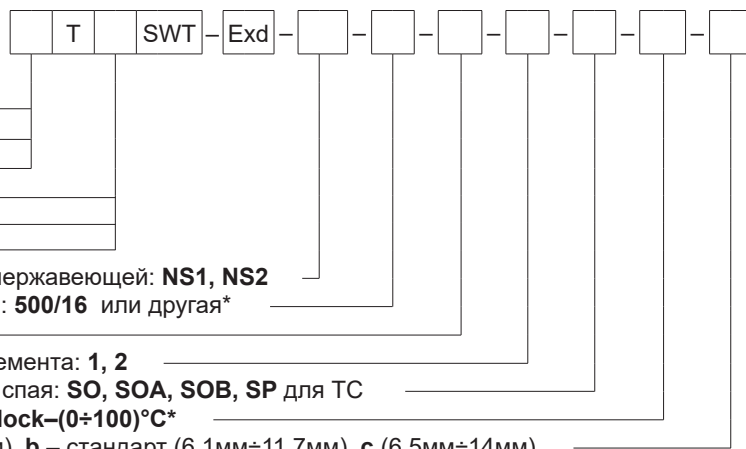 T SWT – Exd – – – – – – –
нержавеющей: NS1, NS2
: 500/16 или другая*
емента: 1, 2
спая: SO, SOA, SOB, SP для ТС
lock–(0÷100)°C*
), b – стандарт (6,1мм÷11,7мм), c (6,5мм÷14мм)